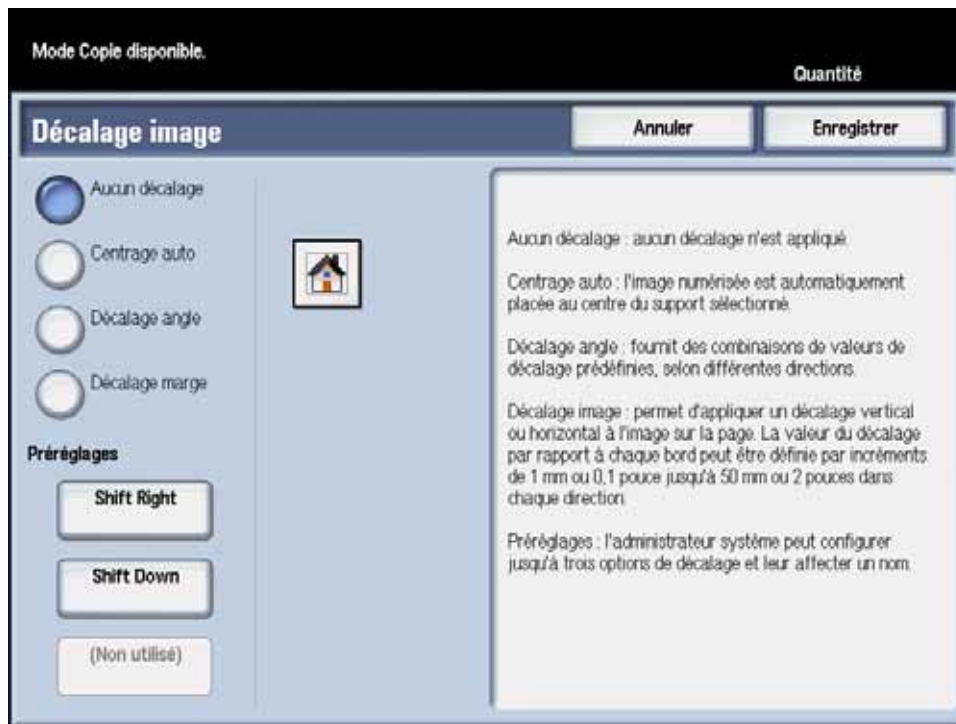 Mode Copie disponible.
Quantité
Décalage image
Annuler
Enregistrer
Aucun décalage
Centrage auto
Décalage angle
Décalage marge
Préréglages
Shift Right
Shift Down
(Non utilisé)
Aucun décalage : aucun décalage n'est appliqué.
Centrage auto : l'image numérisée est automatiquement
placée au centre du support sélectionné.
Décalage angle : fournit des combinaisons de valeurs de
décalage prédéfinies, selon différentes directions.
Décalage image : permet d'appliquer un décalage vertical
ou horizontal à l'image sur la page. La valeur du décalage
par rapport à chaque bord peut être définie par incréments
de 1 mm ou 0,1 pouce jusqu'à 50 mm ou 2 pouces dans
chaque direction.
Préréglages : l'administrateur système peut configurer
jusqu'à trois options de décalage et leur affecter un nom.